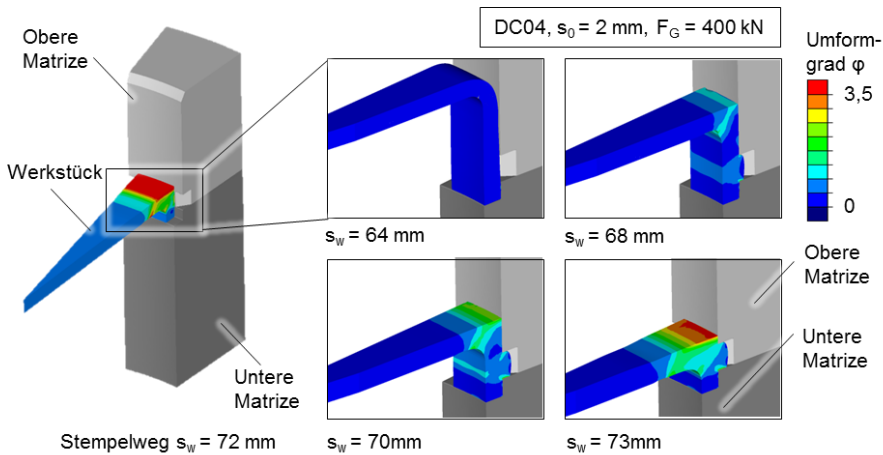 DC04, s₀ = 2 mm, F_G = 400 kN
Obere
Matrize
Werkstück
Untere
Matrize
Stempelweg s_w = 72 mm
s_w = 64 mm
s_w = 68 mm
s_w = 70mm
s_w = 73mm
Umform-
grad φ
3,5
0
Obere
Matrize
Untere
Matrize